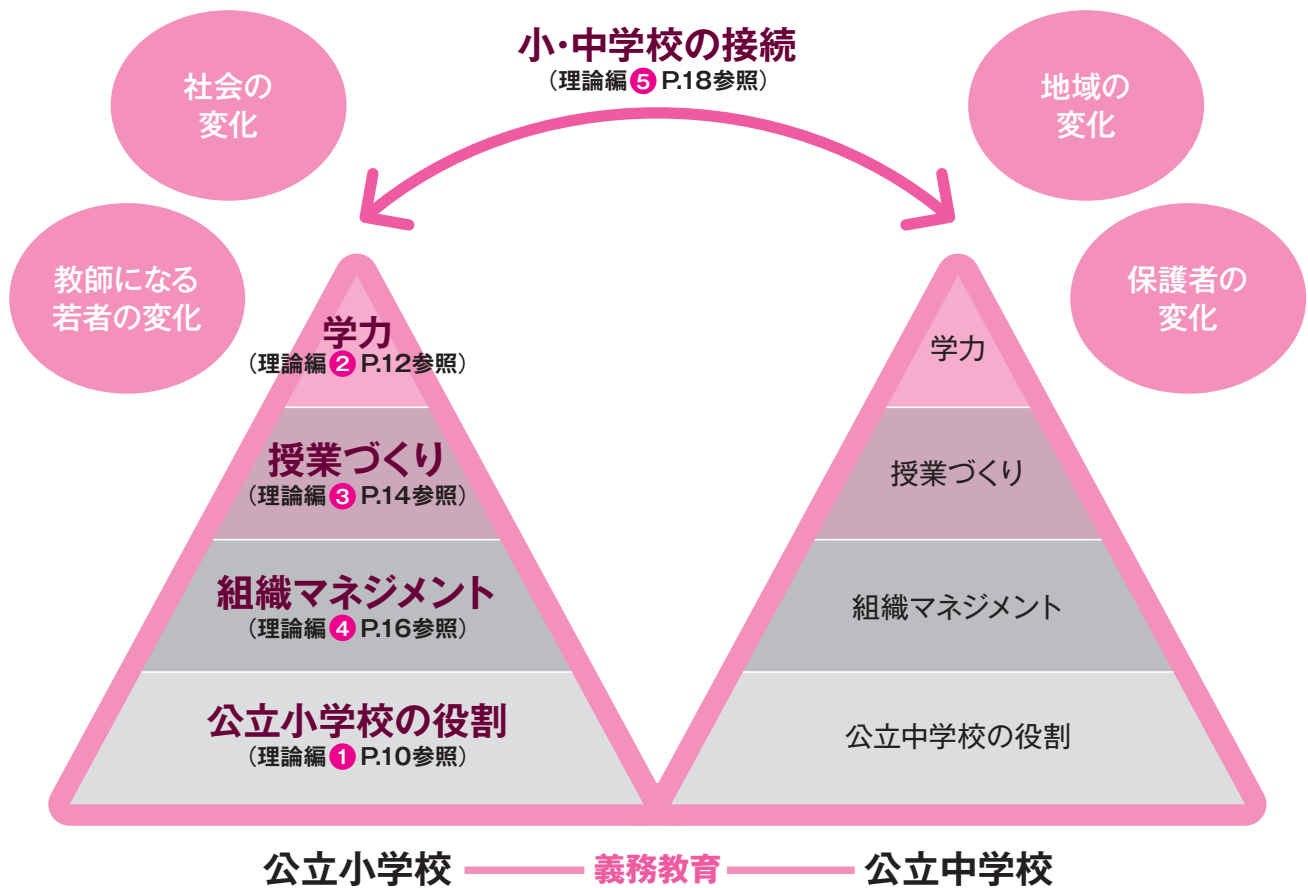 小・中学校の接続
（理論編❺ P.18参照）
社会の
変化
教師になる
若者の変化
地域の
変化
保護者の
変化
学力
（理論編❷ P.12参照）
授業づくり
（理論編❸ P.14参照）
組織マネジメント
（理論編❹ P.16参照）
公立小学校の役割
（理論編❶ P.10参照）
学力
授業づくり
組織マネジメント
公立中学校の役割
公立小学校 義務教育 公立中学校